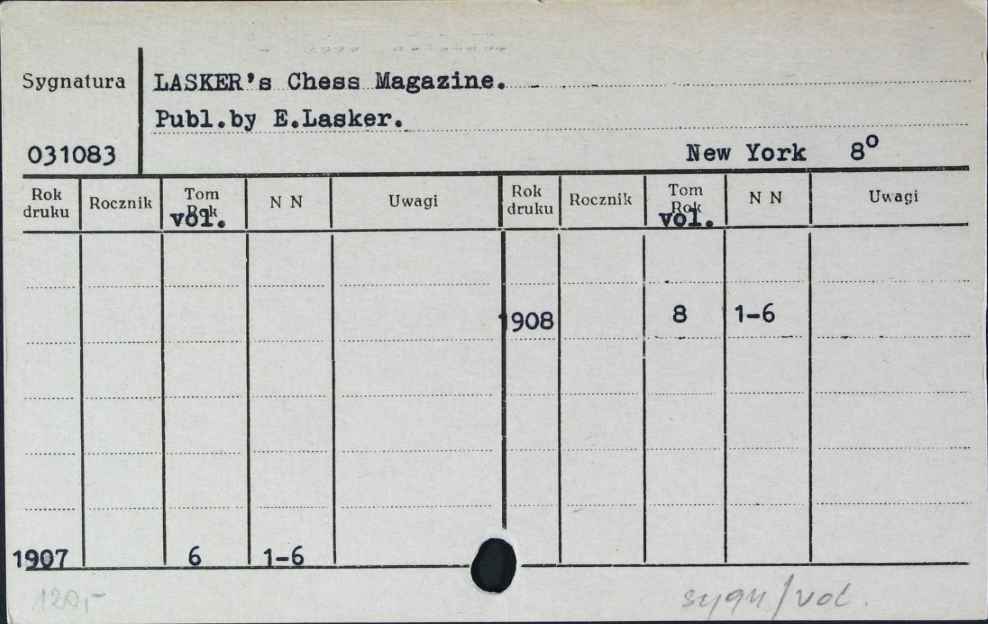 Sygnatura LASKER's Chess Magazine.
Publ.by E.Lasker.
031083 New York 8°
Rok druku Rocznik Tom Rok vol. N N Uwagi Rok druku Rocznik Tom Rok vol. N N Uwagi
1908 8 1-6
1907 6 1-6
120,- sygn/vol.